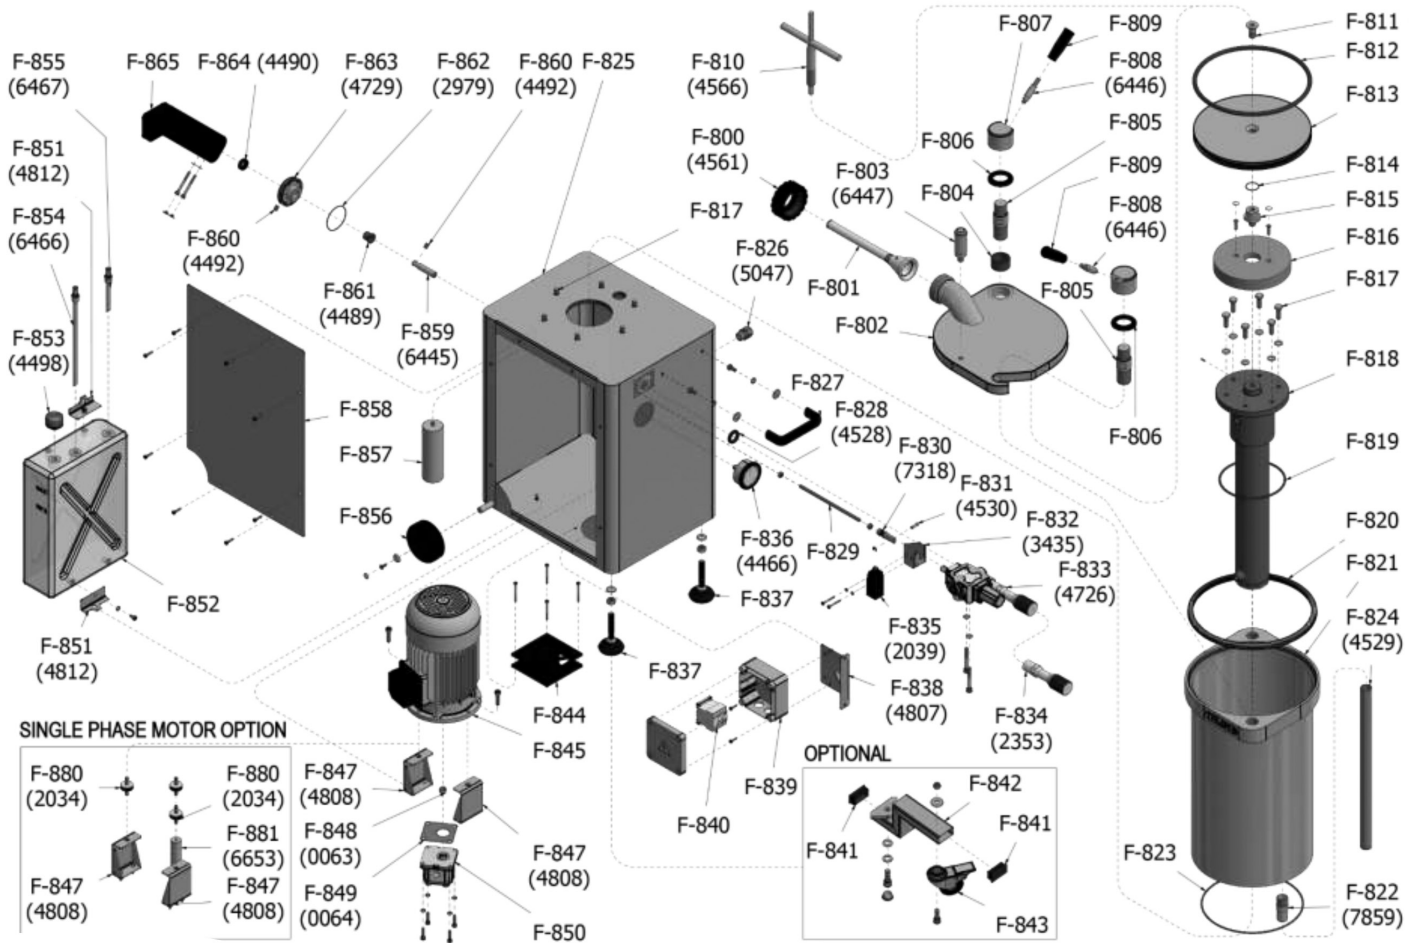 F-855
(6467)
F-865
F-864 (4490)
F-863
(4729)
F-862
(2979)
F-860
(4492)
F-825
F-810
(4566)
F-807
F-809
F-808
(6446)
F-811
F-812
F-813
F-851
(4812)
F-854
(6466)
F-853
(4498)
F-860
(4492)
F-861
(4489)
F-859
(6445)
F-800
(4561)
F-817
F-826
(5047)
F-803
(6447)
F-806
F-804
F-805
F-809
F-808
(6446)
F-801
F-802
F-805
F-806
F-814
F-815
F-816
F-817
F-818
F-819
F-820
F-821
F-824
(4529)
F-858
F-857
F-856
F-827
F-828
(4528)
F-830
(7318)
F-831
(4530)
F-832
(3435)
F-833
(4726)
F-836
(4466)
F-829
F-837
F-835
(2039)
F-834
(2353)
F-852
F-851
(4812)
F-837
F-838
(4807)
F-844
F-845
F-839
F-840
SINGLE PHASE MOTOR OPTION
F-880
(2034)
F-880
(2034)
F-881
(6653)
F-847
(4808)
F-847
(4808)
F-847
(4808)
F-848
(0063)
F-849
(0064)
F-847
(4808)
F-850
OPTIONAL
F-842
F-841
F-841
F-843
F-823
F-822
(7859)